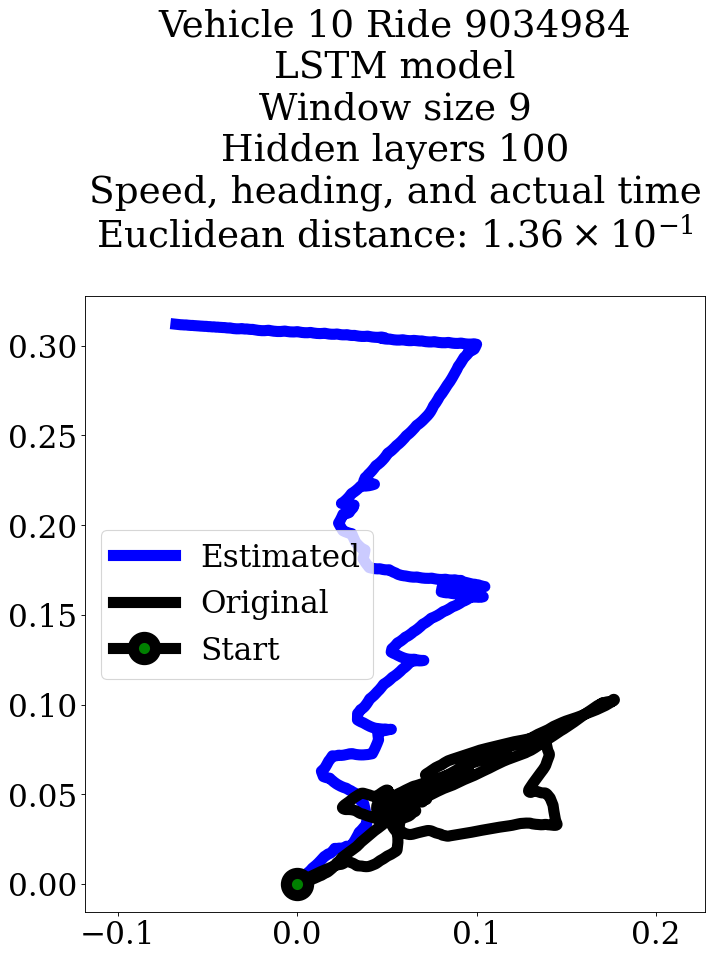 Vehicle 10 Ride 9034984
LSTM model
Window size 9
Hidden layers 100
Speed, heading, and actual time
Euclidean distance: 1.36 × 10⁻¹
0.30
0.25
0.20
0.15
0.10
0.05
0.00
Estimated
Original
Start
−0.1 0.0 0.1 0.2